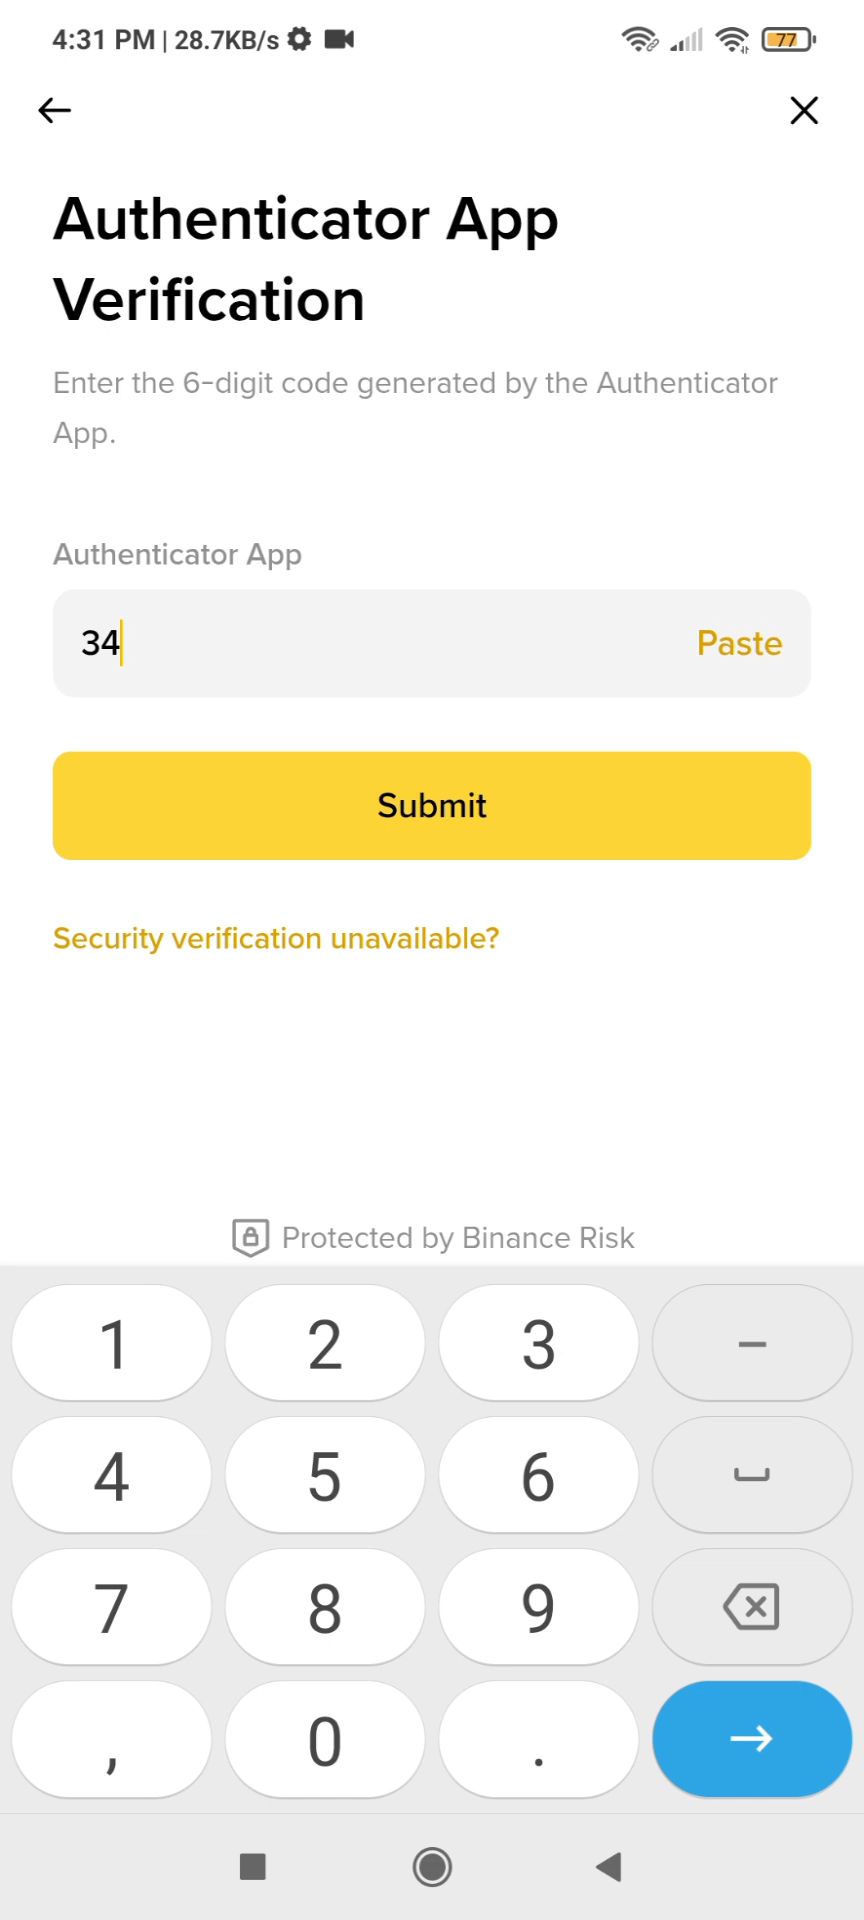 4:31 PM | 28.7KB/s
77
Authenticator App
Verification
Enter the 6-digit code generated by the Authenticator
App.
Authenticator App
34
Paste
Submit
Security verification unavailable?
Protected by Binance Risk
1 2 3 –
4 5 6
7 8 9
, 0 .